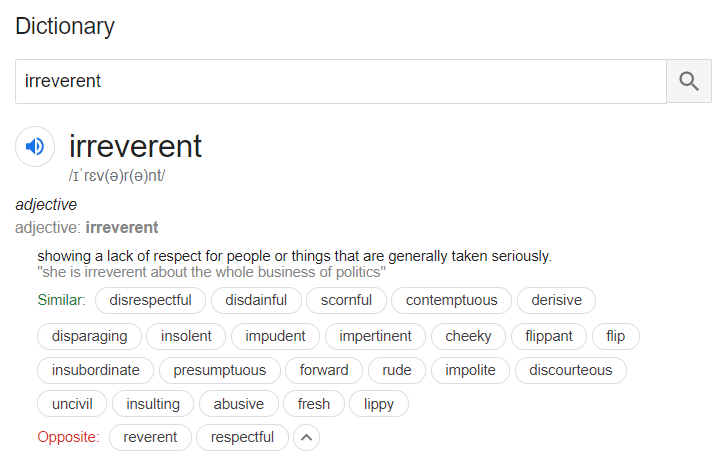 Dictionary
irreverent
irreverent
/ɪˈrɛv(ə)r(ə)nt/
adjective
adjective: irreverent
showing a lack of respect for people or things that are generally taken seriously.
"she is irreverent about the whole business of politics"
Similar: disrespectful disdainful scornful contemptuous derisive
disparaging insolent impudent impertinent cheeky flippant flip
insubordinate presumptuous forward rude impolite discourteous
uncivil insulting abusive fresh lippy
Opposite: reverent respectful